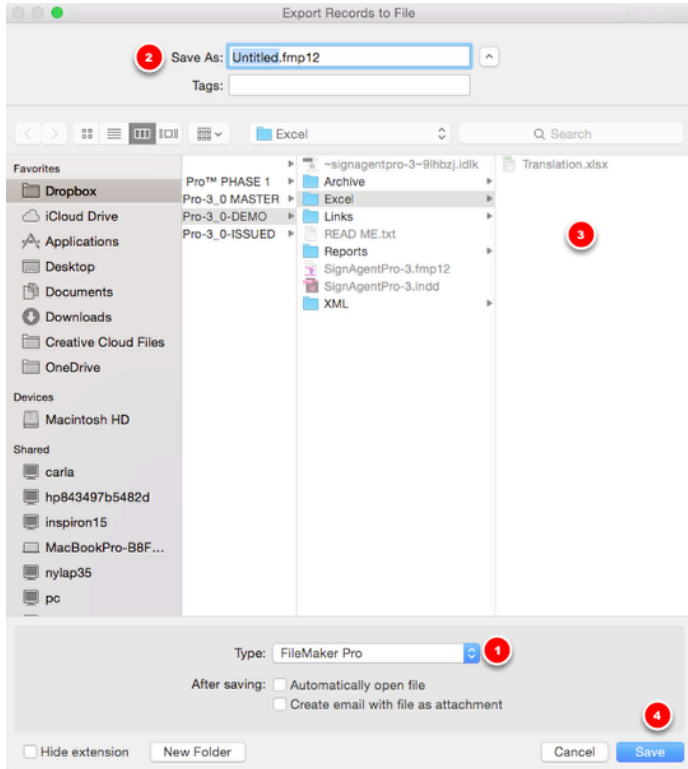 Export Records to File
2 Save As: Untitled.fmp12
Tags:
Excel
Search
Favorites
Dropbox
iCloud Drive
Applications
Desktop
Documents
Downloads
Creative Cloud Files
OneDrive
Devices
Macintosh HD
Shared
carla
hp843497b5482d
inspiron15
MacBookPro-B8F...
nylap35
pc
Pro™ PHASE 1
Pro-3_0 MASTER
Pro-3_0-DEMO
Pro-3_0-ISSUED
~signagentpro-3~9lhbzj.idlk
Archive
Excel
Links
READ ME.txt
Reports
SignAgentPro-3.fmp12
SignAgentPro-3.indd
XML
Translation.xlsx
3
Type: FileMaker Pro 1
After saving: Automatically open file
Create email with file as attachment
4
Hide extension New Folder Cancel Save